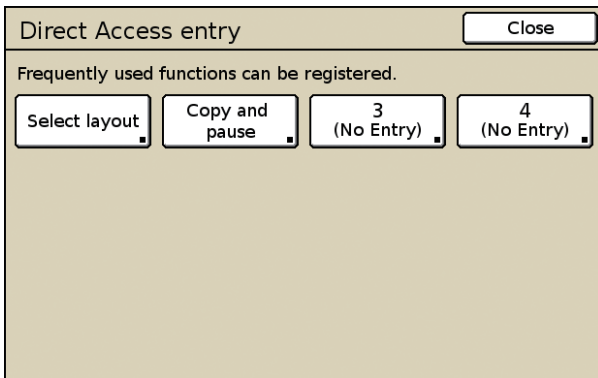 Direct Access entry
Close
Frequently used functions can be registered.
Select layout
Copy and
pause
3
(No Entry)
4
(No Entry)